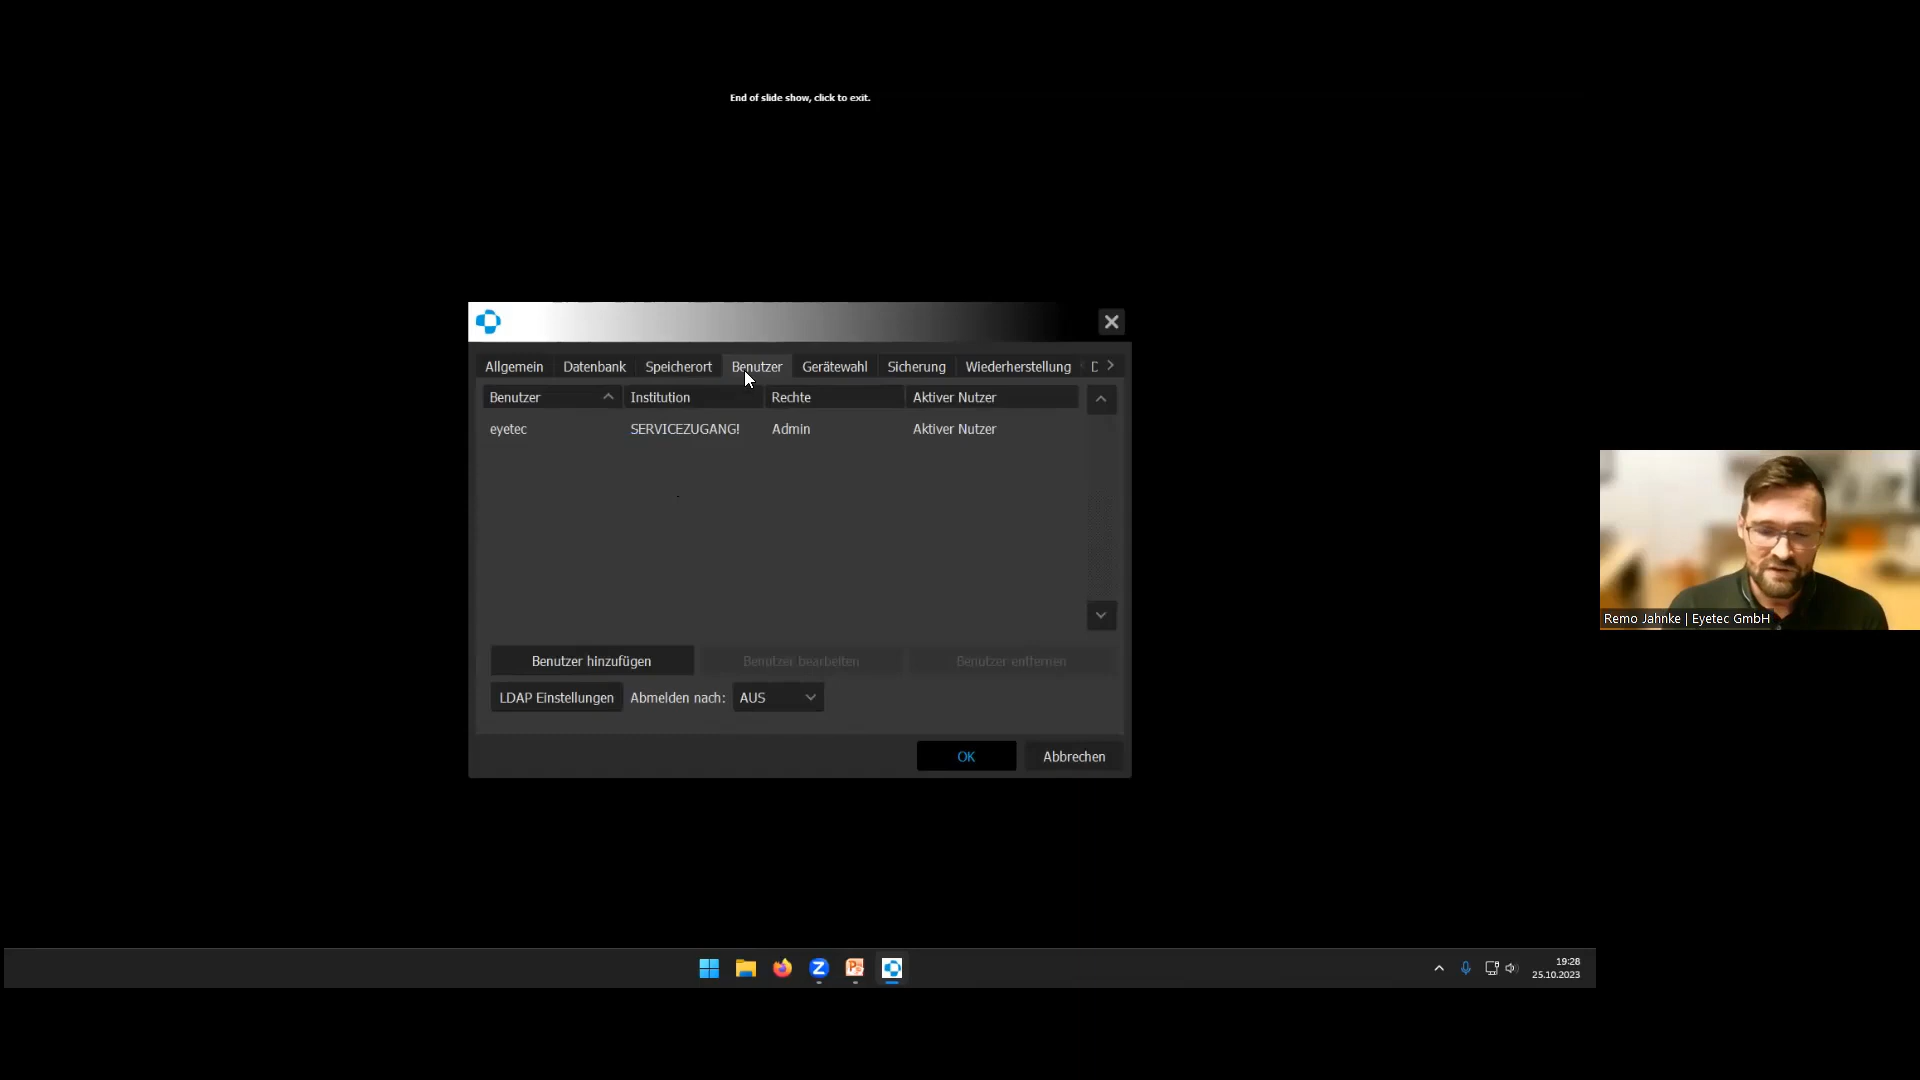 End of slide show, click to exit.
Allgemein Datenbank Speicherort Benutzer Gerätewahl Sicherung Wiederherstellung
Benutzer Institution Rechte Aktiver Nutzer
eyetec SERVICEZUGANG! Admin Aktiver Nutzer
Benutzer hinzufügen Benutzer bearbeiten Benutzer entfernen
LDAP Einstellungen Abmelden nach: AUS
OK Abbrechen
Remo Jahnke | Eyetec GmbH
19:28
25.10.2023